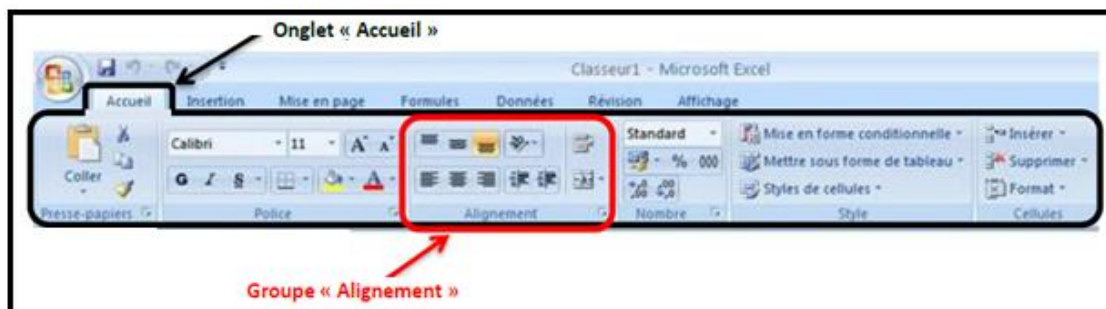 Onglet « Accueil »
Classeur1 - Microsoft Excel
Accueil Insertion Mise en page Formules Données Révision Affichage
Calibri 11 A A Standard Mise en forme conditionnelle Insérer
Coller % 000 Mettre sous forme de tableau Supprimer
G I S A ,00 Styles de cellules Format
Presse-papiers Police Alignement Nombre Style Cellules
Groupe « Alignement »